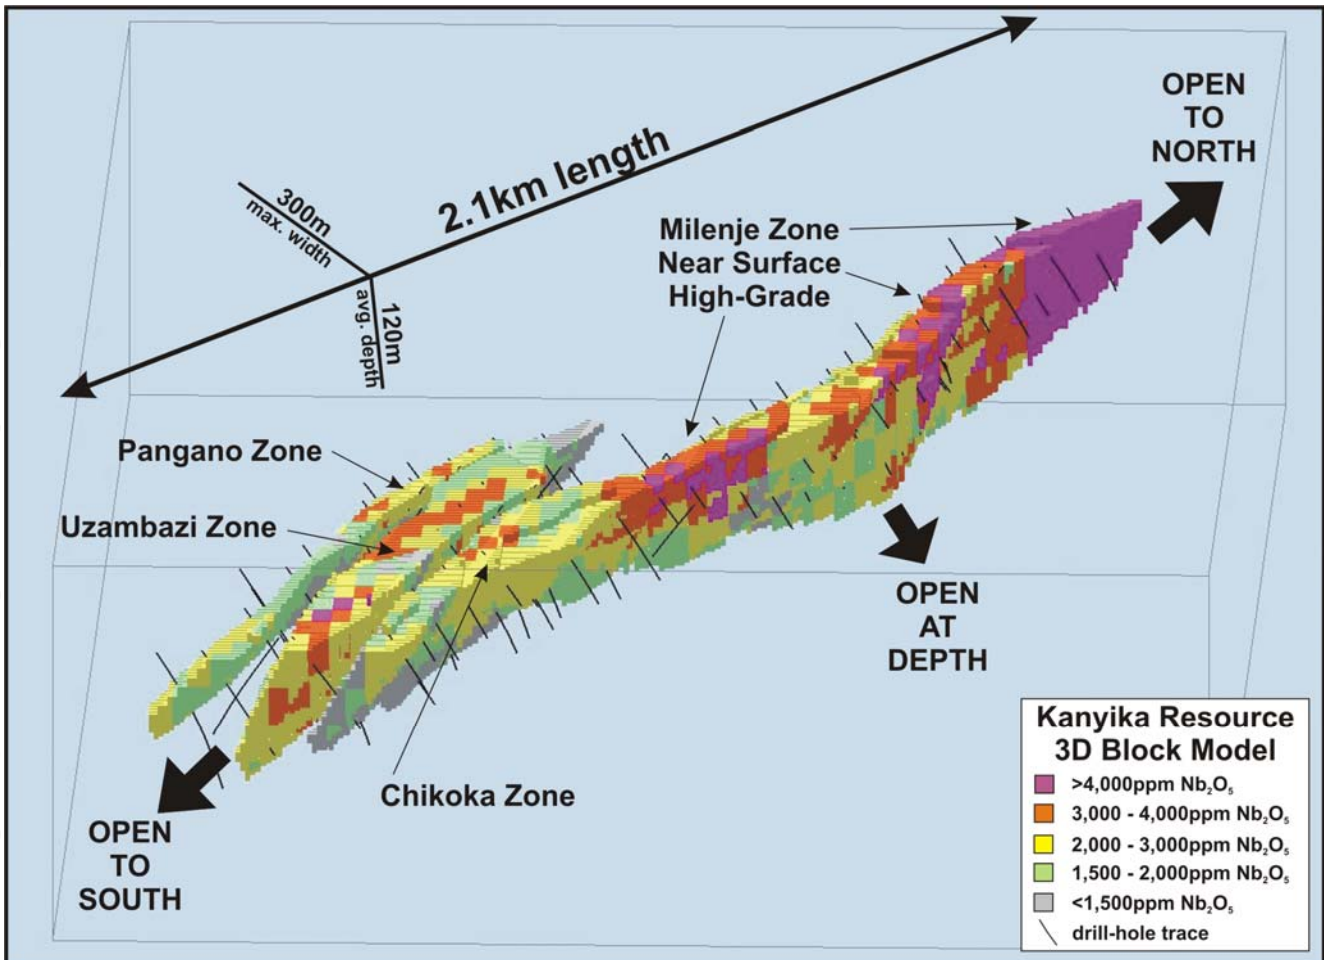 OPEN
TO
NORTH
2.1km length
300m
max. width
120m
avg. depth
Milenje Zone
Near Surface
High-Grade
Pangano Zone
Uzambazi Zone
OPEN
AT
DEPTH
Chikoka Zone
OPEN
TO
SOUTH
Kanyika Resource
3D Block Model
>4,000ppm Nb₂O₅
3,000 - 4,000ppm Nb₂O₅
2,000 - 3,000ppm Nb₂O₅
1,500 - 2,000ppm Nb₂O₅
<1,500ppm Nb₂O₅
drill-hole trace